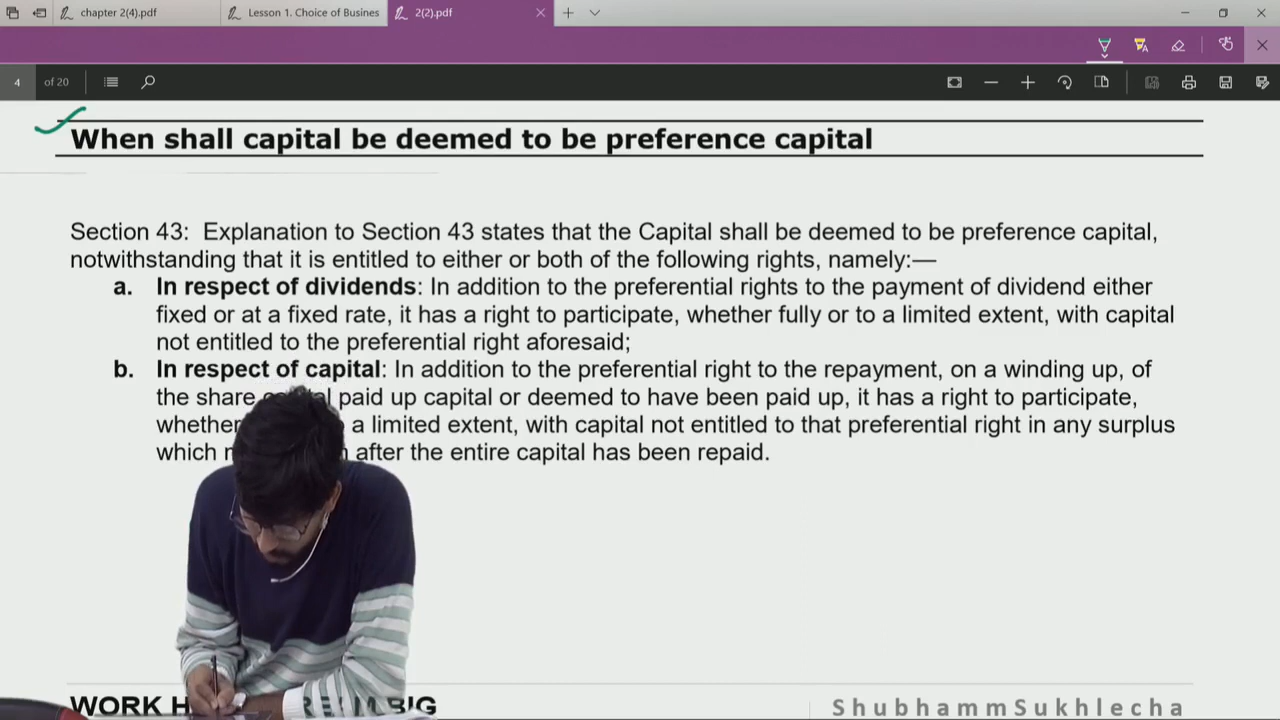 chapter 2(4).pdf
Lesson 1. Choice of Busines
2(2).pdf
4 of 20
When shall capital be deemed to be preference capital
Section 43: Explanation to Section 43 states that the Capital shall be deemed to be preference capital,
notwithstanding that it is entitled to either or both of the following rights, namely:—
a. In respect of dividends: In addition to the preferential rights to the payment of dividend either
fixed or at a fixed rate, it has a right to participate, whether fully or to a limited extent, with capital
not entitled to the preferential right aforesaid;
b. In respect of capital: In addition to the preferential right to the repayment, on a winding up, of
the share paid up capital or deemed to have been paid up, it has a right to participate,
whether a limited extent, with capital not entitled to that preferential right in any surplus
which after the entire capital has been repaid.
WORK BIG
ShubhammSukhlecha